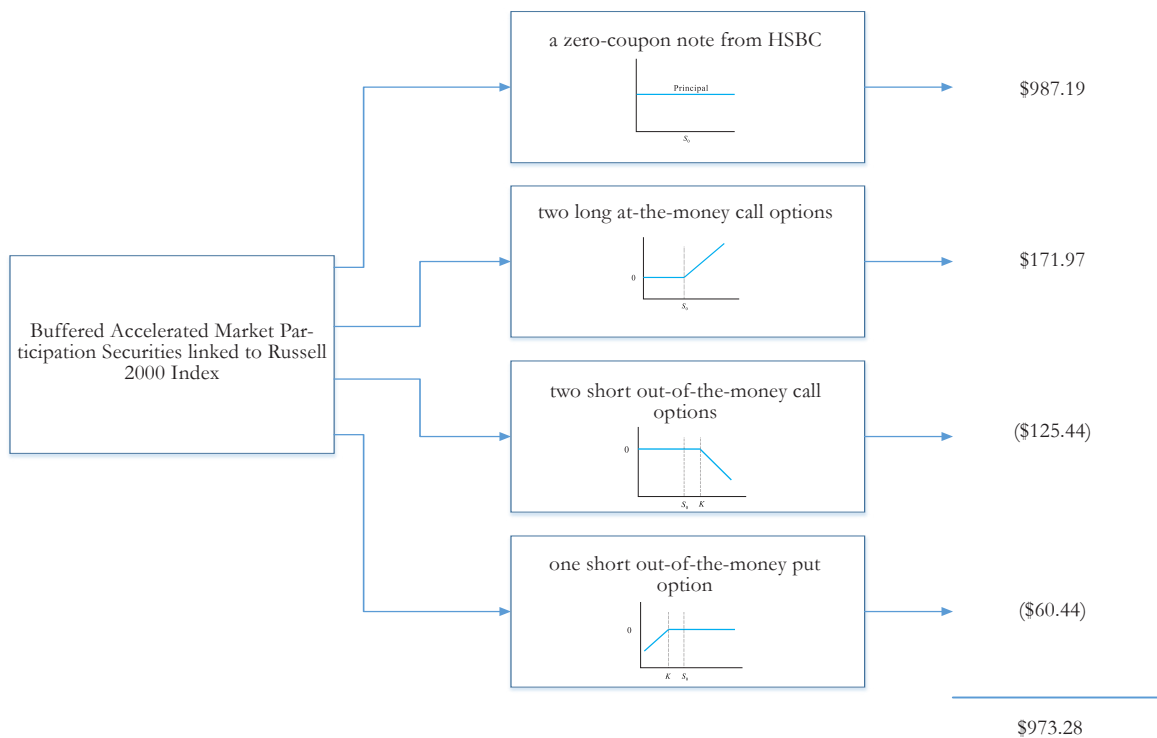 Buffered Accelerated Market Par-
ticipation Securities linked to Russell
2000 Index
a zero-coupon note from HSBC
Principal
S₀
$987.19
two long at-the-money call options
0
S₀
$171.97
two short out-of-the-money call
options
0
S₀ K
($125.44)
one short out-of-the-money put
option
0
K S₀
($60.44)
$973.28